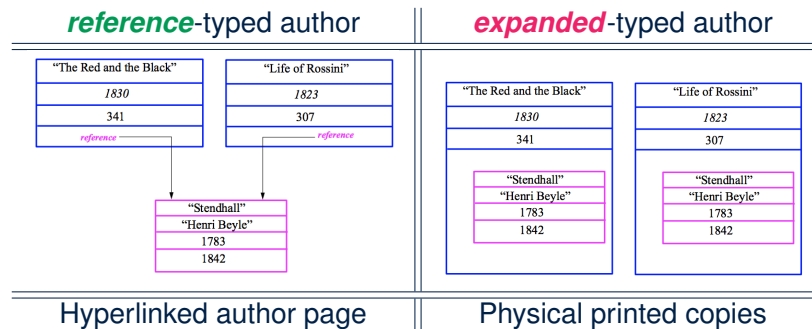 reference-typed author
“The Red and the Black”
1830
341
reference
“Life of Rossini”
1823
307
reference
“Stendhall”
“Henri Beyle”
1783
1842
Hyperlinked author page
expanded-typed author
“The Red and the Black”
1830
341
“Stendhall”
“Henri Beyle”
1783
1842
“Life of Rossini”
1823
307
“Stendhall”
“Henri Beyle”
1783
1842
Physical printed copies